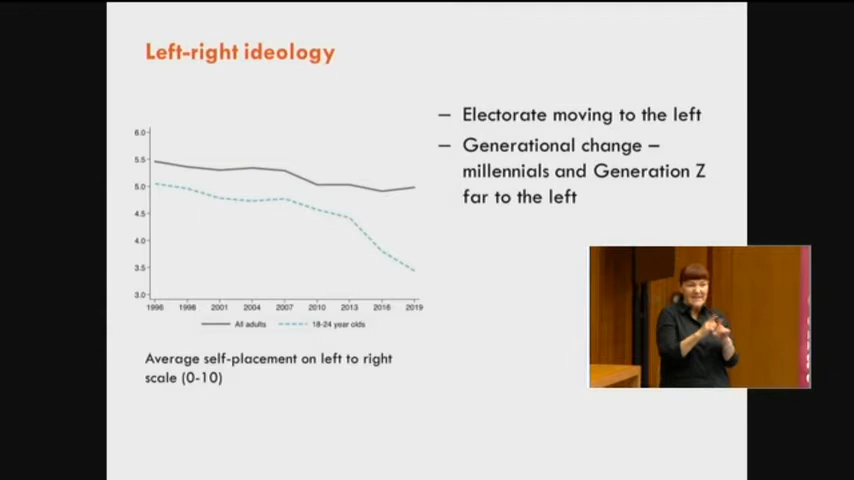 Left-right ideology
– Electorate moving to the left
– Generational change –
millennials and Generation Z
far to the left
6.0
5.5
5.0
4.5
4.0
3.5
3.0
1996 1998 2001 2004 2007 2010 2013 2016 2019
All adults 18-24 year olds
Average self-placement on left to right
scale (0-10)